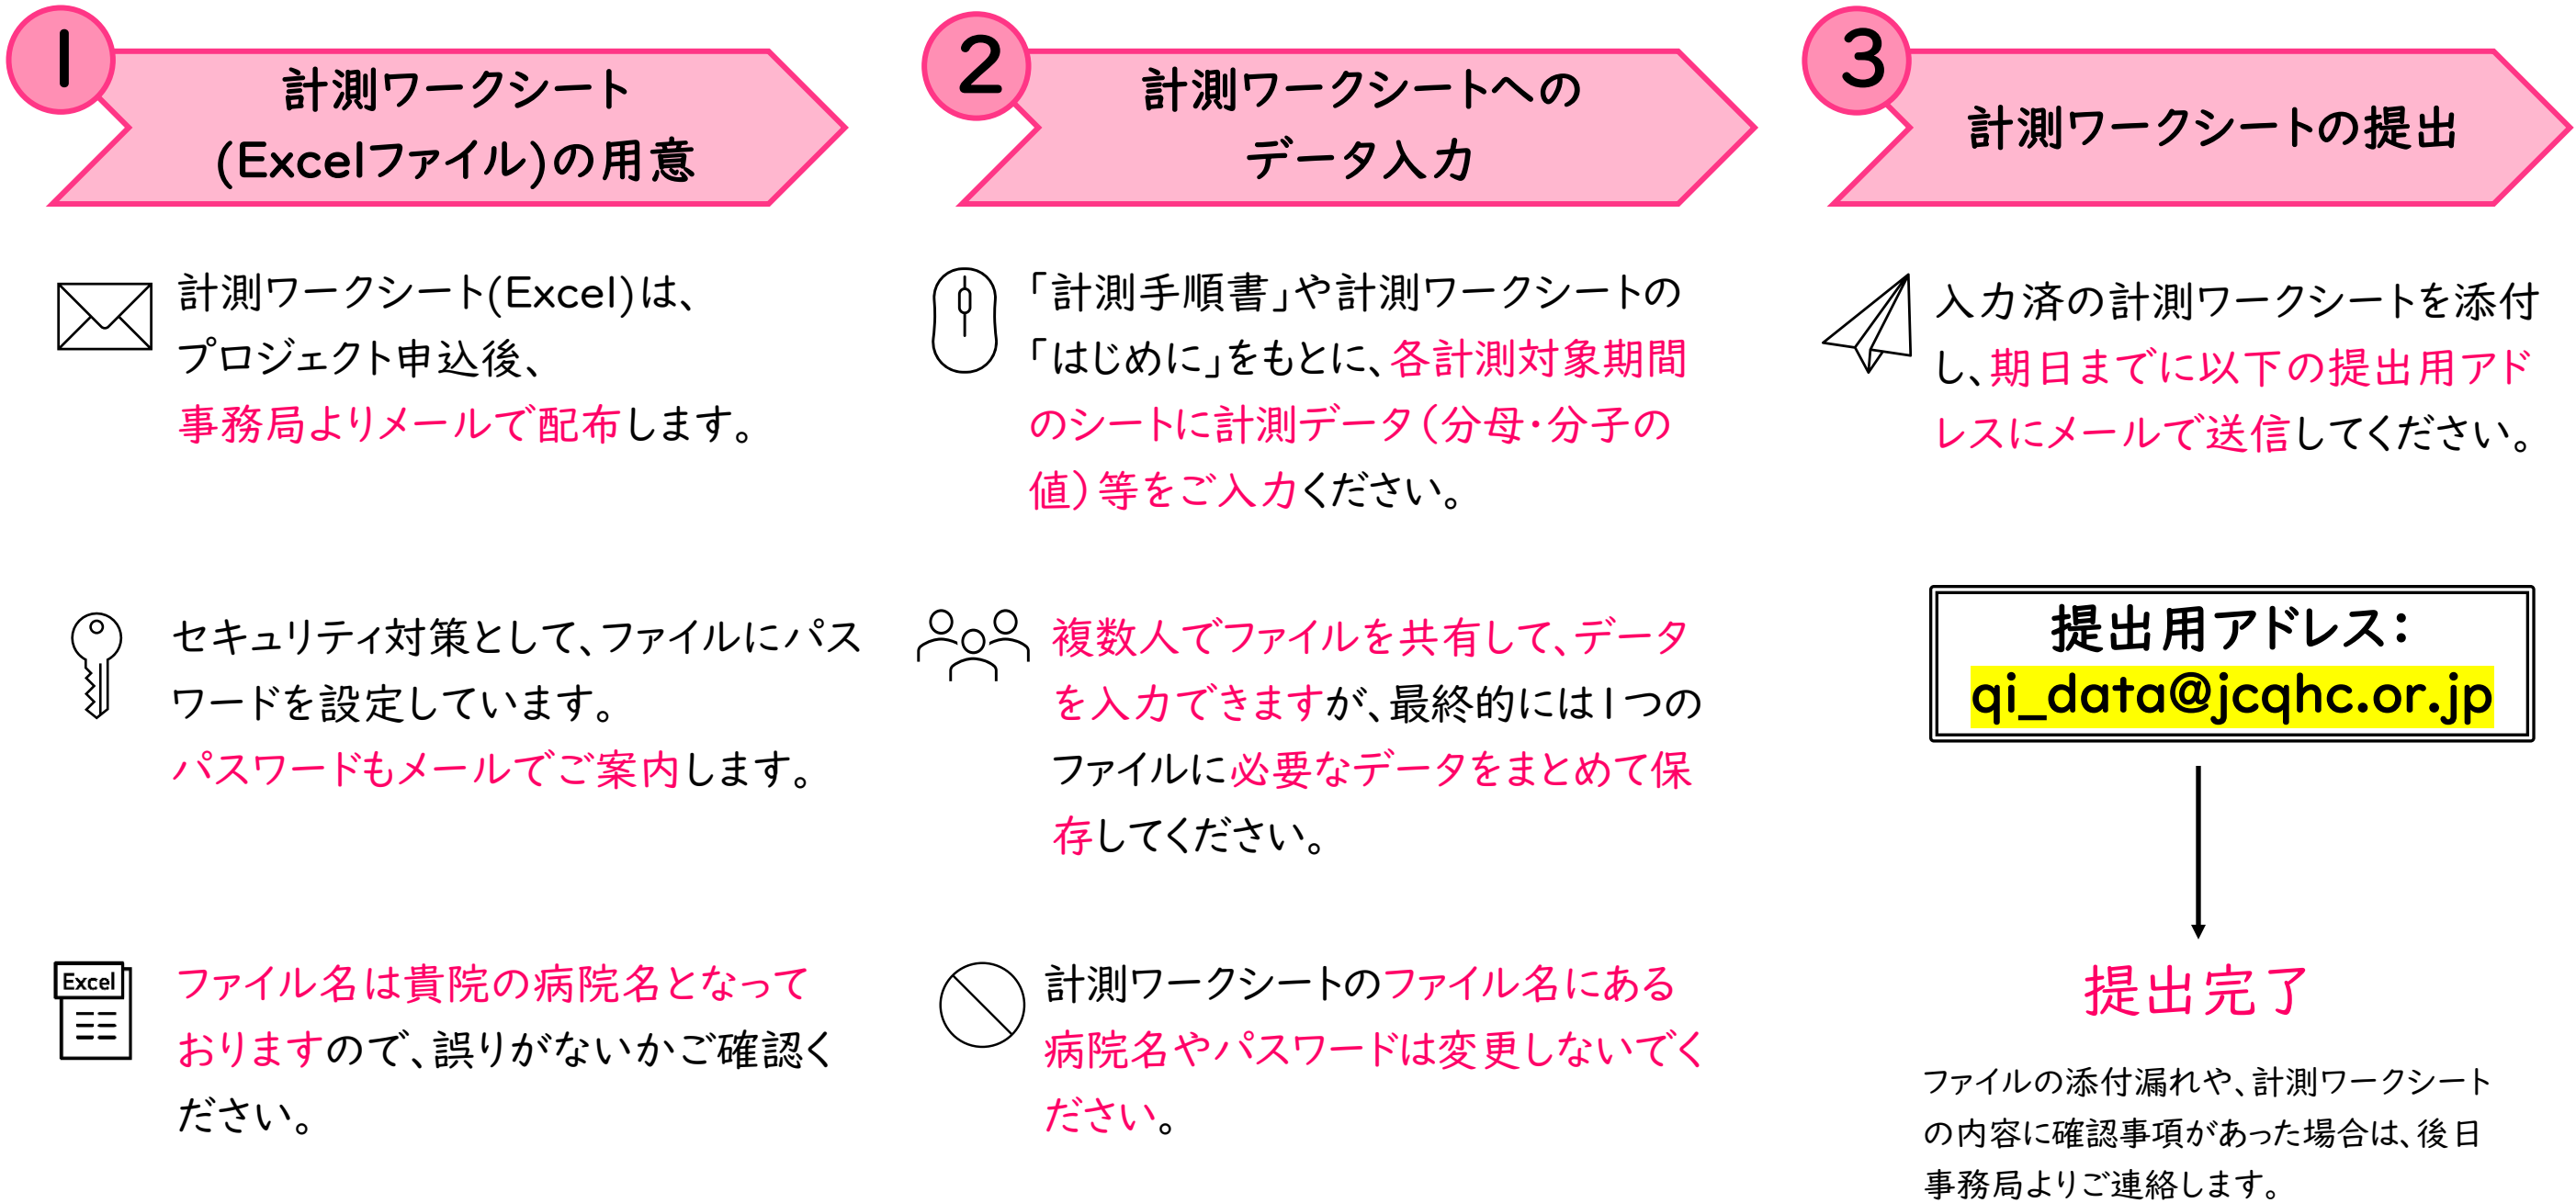 1
計測ワークシート
(Excelファイル)の用意
計測ワークシート(Excel)は、
プロジェクト申込後、
事務局よりメールで配布します。
セキュリティ対策として、ファイルにパス
ワードを設定しています。
パスワードもメールでご案内します。
Excel
ファイル名は貴院の病院名となって
おりますので、誤りがないかご確認く
ださい。
2
計測ワークシートへの
データ入力
「計測手順書」や計測ワークシートの
「はじめに」をもとに、各計測対象期間
のシートに計測データ(分母・分子の
値)等をご入力ください。
複数人でファイルを共有して、データ
を入力できますが、最終的には1つの
ファイルに必要なデータをまとめて保
存してください。
計測ワークシートのファイル名にある
病院名やパスワードは変更しないでく
ださい。
3
計測ワークシートの提出
入力済の計測ワークシートを添付
し、期日までに以下の提出用アド
レスにメールで送信してください。
提出用アドレス:
qi_data@jcqhc.or.jp
提出完了
ファイルの添付漏れや、計測ワークシート
の内容に確認事項があった場合は、後日
事務局よりご連絡します。